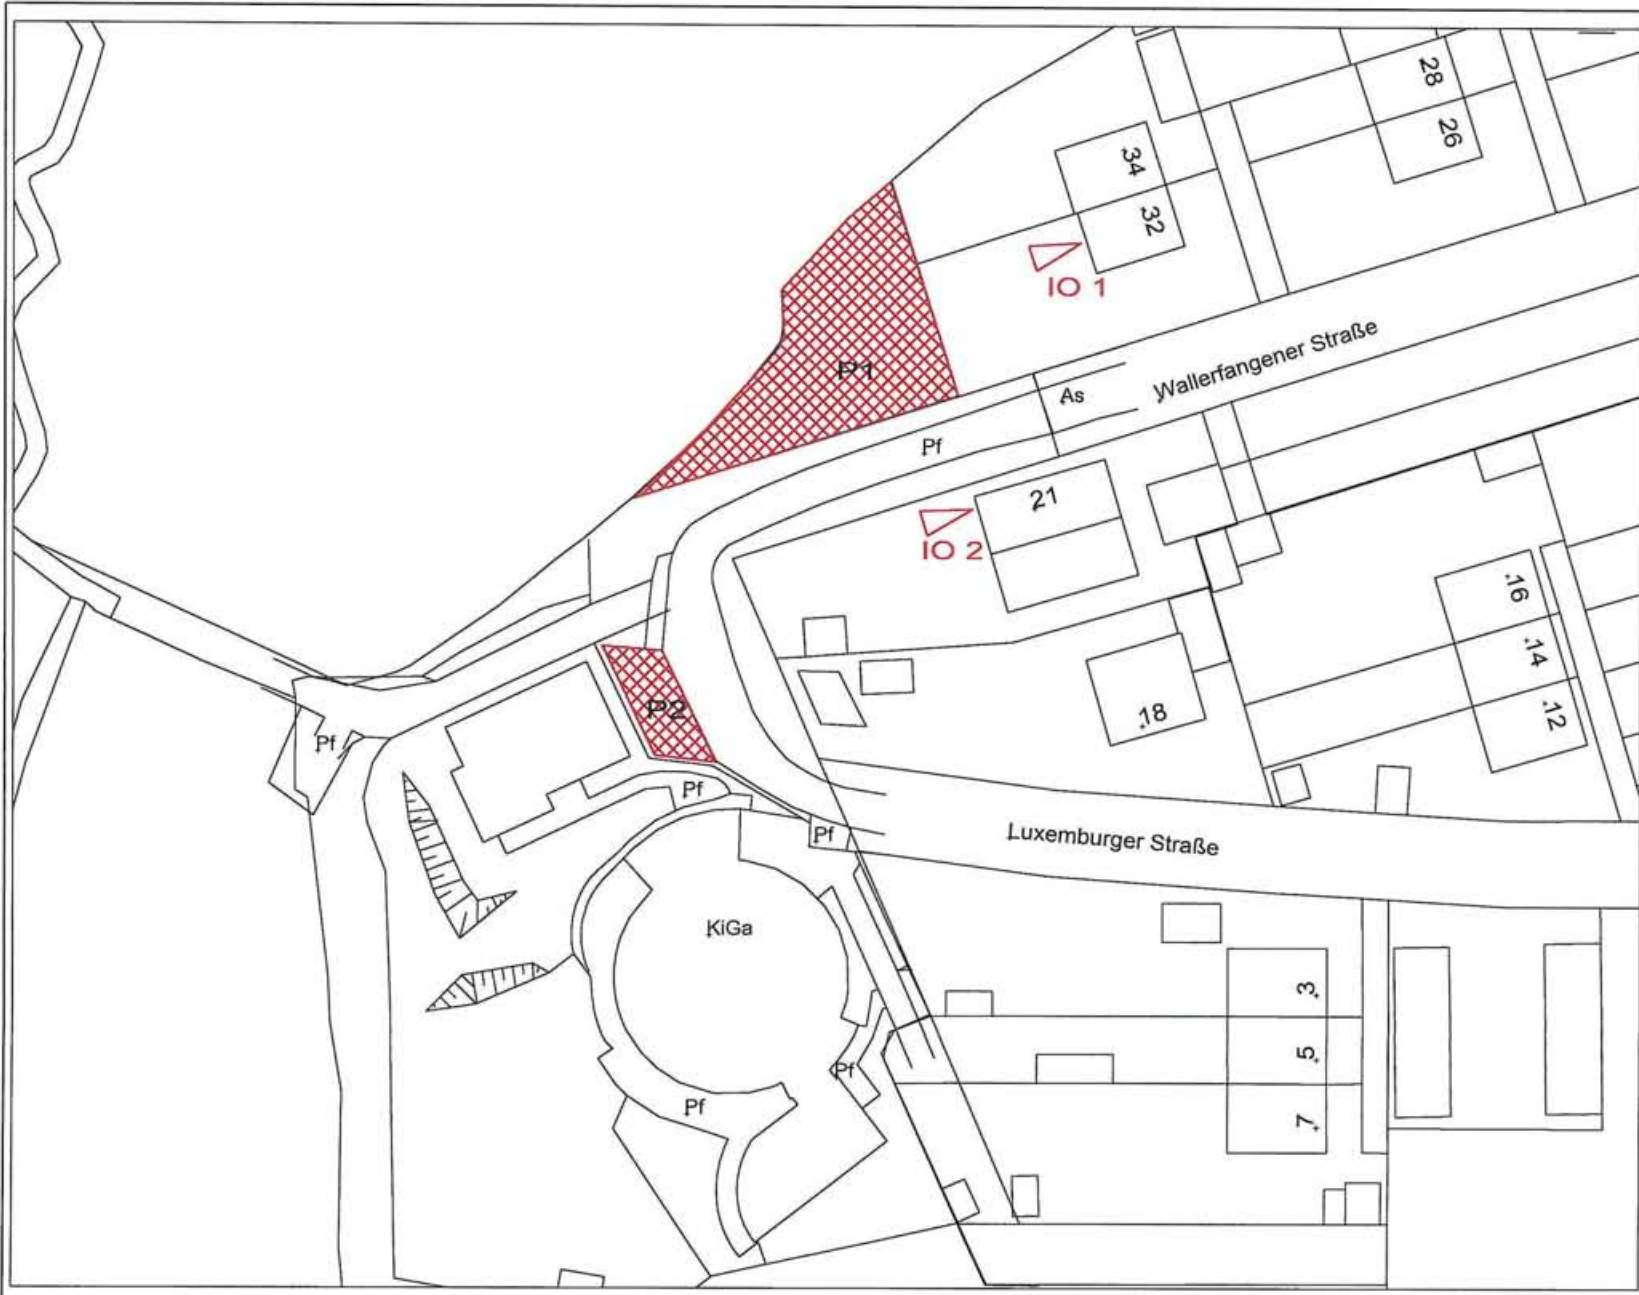 28
26
34
32
IO 1
P1
As
Wallerfangener Straße
Pf
21
IO 2
16
14
12
18
P2
Pf
Pf
Pf
Luxemburger Straße
KiGa
3
5
7
Pf
Pf